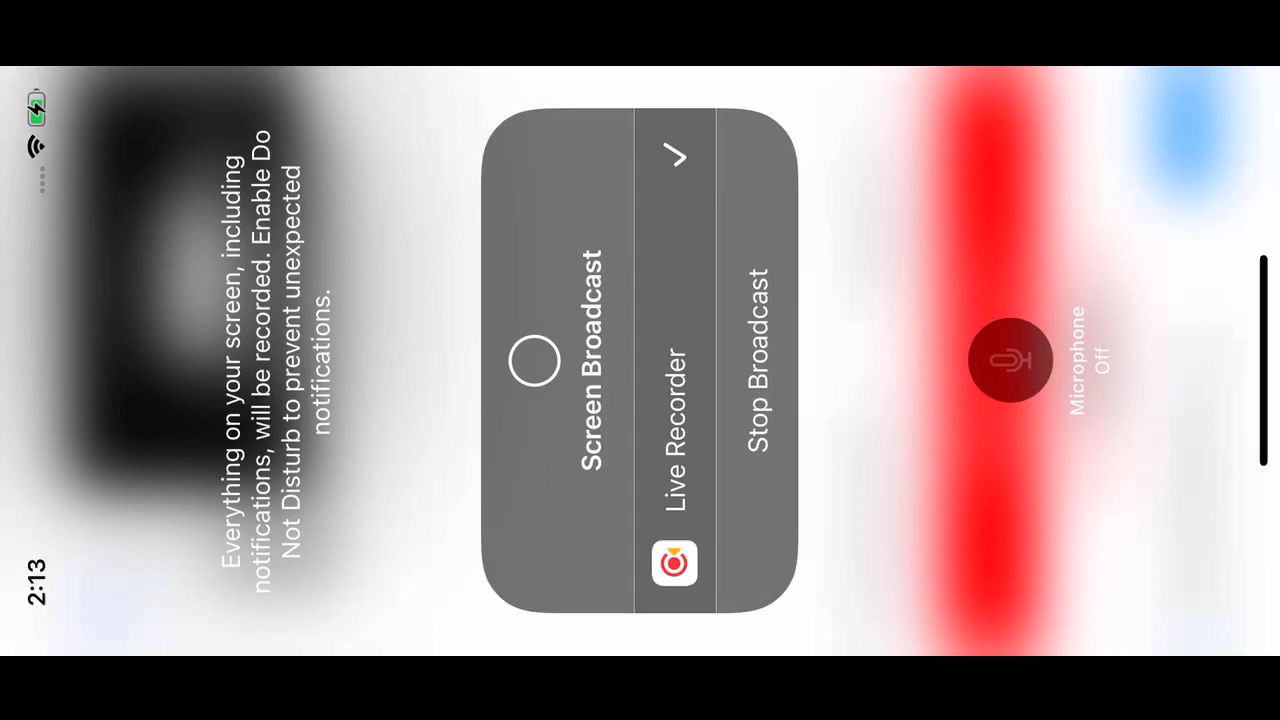 2:13
Everything on your screen, including
notifications, will be recorded. Enable Do
Not Disturb to prevent unexpected
notifications.
Screen Broadcast
Live Recorder
Stop Broadcast
Microphone
Off